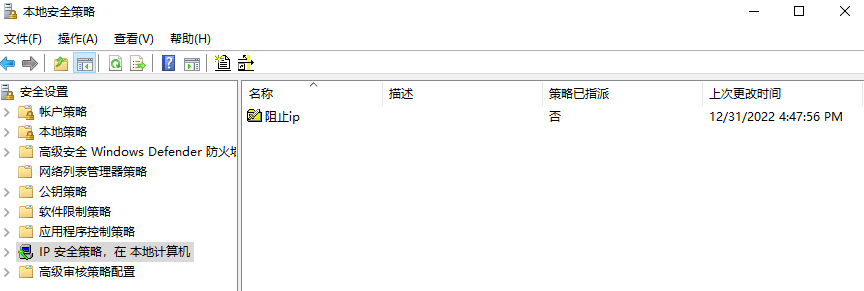 本地安全策略
文件(F) 操作(A) 查看(V) 帮助(H)
安全设置
帐户策略
本地策略
高级安全 Windows Defender 防火墙
网络列表管理器策略
公钥策略
软件限制策略
应用程序控制策略
IP 安全策略，在 本地计算机
高级审核策略配置
名称 描述 策略已指派 上次更改时间
阻止ip 否 12/31/2022 4:47:56 PM